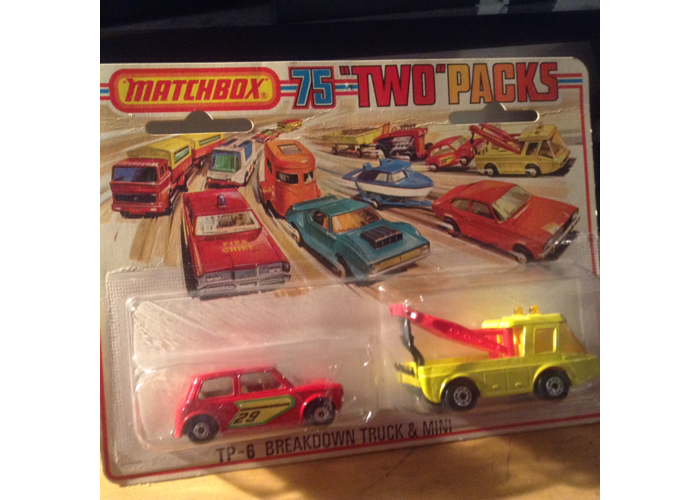 MATCHBOX 75 "TWO" PACKS
FIRE
CHIEF
29
TP-6 BREAKDOWN TRUCK & MINI